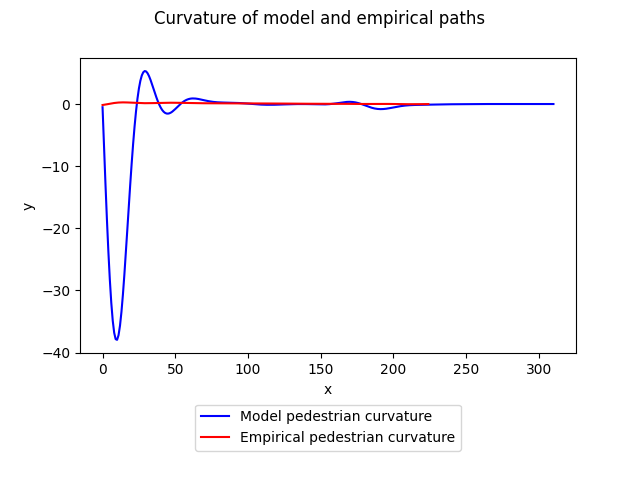 Curvature of model and empirical paths
y
0
−10
−20
−30
−40
0 50 100 150 200 250 300
x
Model pedestrian curvature
Empirical pedestrian curvature